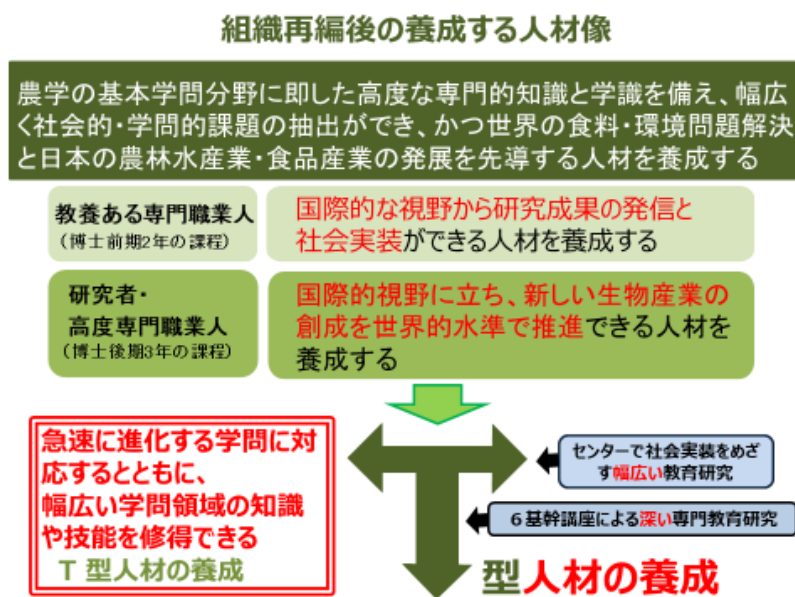 組織再編後の養成する人材像
農学の基本学問分野に即した高度な専門的知識と学識を備え、幅広
く社会的・学問的課題の抽出ができ、かつ世界の食料・環境問題解決
と日本の農林水産業・食品産業の発展を先導する人材を養成する
教養ある専門職業人
（博士前期2年の課程）
国際的な視野から研究成果の発信と
社会実装ができる人材を養成する
研究者・
高度専門職業人
（博士後期3年の課程）
国際的視野に立ち、新しい生物産業の
創成を世界的水準で推進できる人材を
養成する
急速に進化する学問に対
応するとともに、
幅広い学問領域の知識
や技能を修得できる
T 型人材の養成
センターで社会実装をめざ
す幅広い教育研究
６基幹講座による深い専門教育研究
型人材の養成